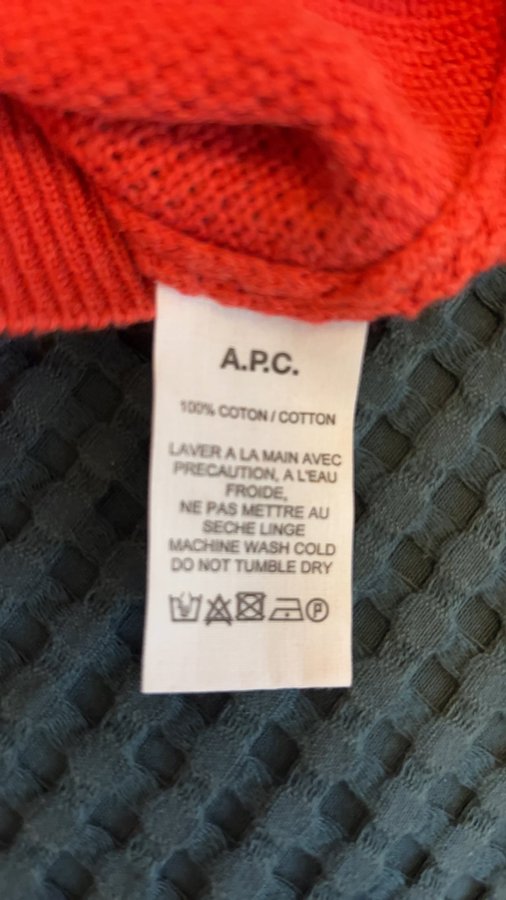 A.P.C.
100% COTON / COTTON
LAVER A LA MAIN AVEC
PRECAUTION, A L'EAU
FROIDE,
NE PAS METTRE AU
SECHE LINGE
MACHINE WASH COLD
DO NOT TUMBLE DRY
P